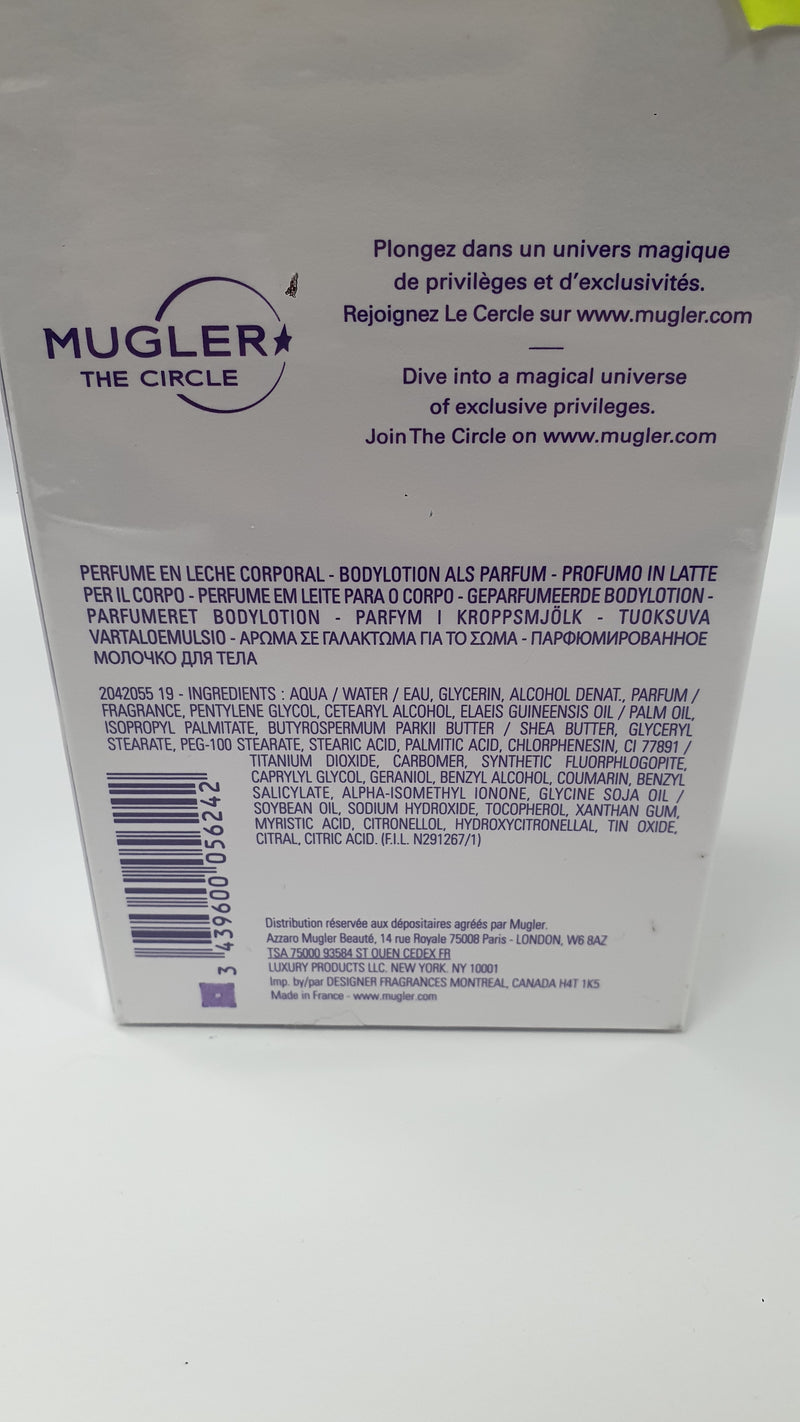 MUGLER
THE CIRCLE
Plongez dans un univers magique
de privilèges et d'exclusivités.
Rejoignez Le Cercle sur www.mugler.com
Dive into a magical universe
of exclusive privileges.
Join The Circle on www.mugler.com
PERFUME EN LECHE CORPORAL - BODYLOTION ALS PARFUM - PROFUMO IN LATTE
PER IL CORPO - PERFUME EM LEITE PARA O CORPO - GEPARFUMEERDE BODYLOTION -
PARFUMERET BODYLOTION - PARFYM I KROPPSMJÖLK - TUOKSUVA
VARTALOEMULSIO - ΑΡΩΜΑ ΣΕ ΓΑΛΑΚΤΩΜΑ ΓΙΑ ΤΟ ΣΩΜΑ - ПАРФЮМИРОВАННОЕ
МОЛОЧКО ДЛЯ ТЕЛА
2042055 19 - INGREDIENTS : AQUA / WATER / EAU, GLYCERIN, ALCOHOL DENAT., PARFUM /
FRAGRANCE, PENTYLENE GLYCOL, CETEARYL ALCOHOL, ELAEIS GUINEENSIS OIL / PALM OIL,
ISOPROPYL PALMITATE, BUTYROSPERMUM PARKII BUTTER / SHEA BUTTER, GLYCERYL
STEARATE, PEG-100 STEARATE, STEARIC ACID, PALMITIC ACID, CHLORPHENESIN, CI 77891 /
TITANIUM DIOXIDE, CARBOMER, SYNTHETIC FLUORPHLOGOPITE,
CAPRYLYL GLYCOL, GERANIOL, BENZYL ALCOHOL, COUMARIN, BENZYL
SALICYLATE, ALPHA-ISOMETHYL IONONE, GLYCINE SOJA OIL /
SOYBEAN OIL, SODIUM HYDROXIDE, TOCOPHEROL, XANTHAN GUM,
MYRISTIC ACID, CITRONELLOL, HYDROXYCITRONELLAL, TIN OXIDE,
CITRAL, CITRIC ACID. (F.I.L. N291267/1)
3 439600 056242
Distribution réservée aux dépositaires agréés par Mugler.
Azzaro Mugler Beauté, 14 rue Royale 75008 Paris - LONDON, W6 8AZ
TSA 75000 93584 ST OUEN CEDEX FR
LUXURY PRODUCTS LLC. NEW YORK. NY 10001
Imp. by/par DESIGNER FRAGRANCES MONTREAL, CANADA H4T 1K5
Made in France - www.mugler.com